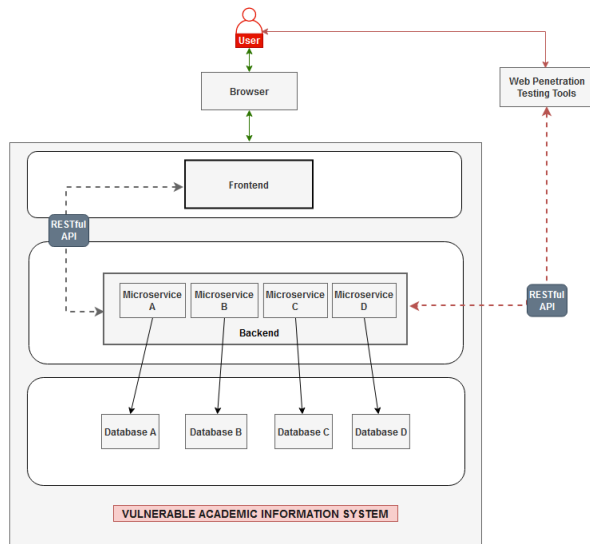 User
Web Penetration
Testing Tools
Browser
Frontend
RESTful
API
Microservice
A
Microservice
B
Microservice
C
Microservice
D
RESTful
API
Backend
Database A
Database B
Database C
Database D
VULNERABLE ACADEMIC INFORMATION SYSTEM